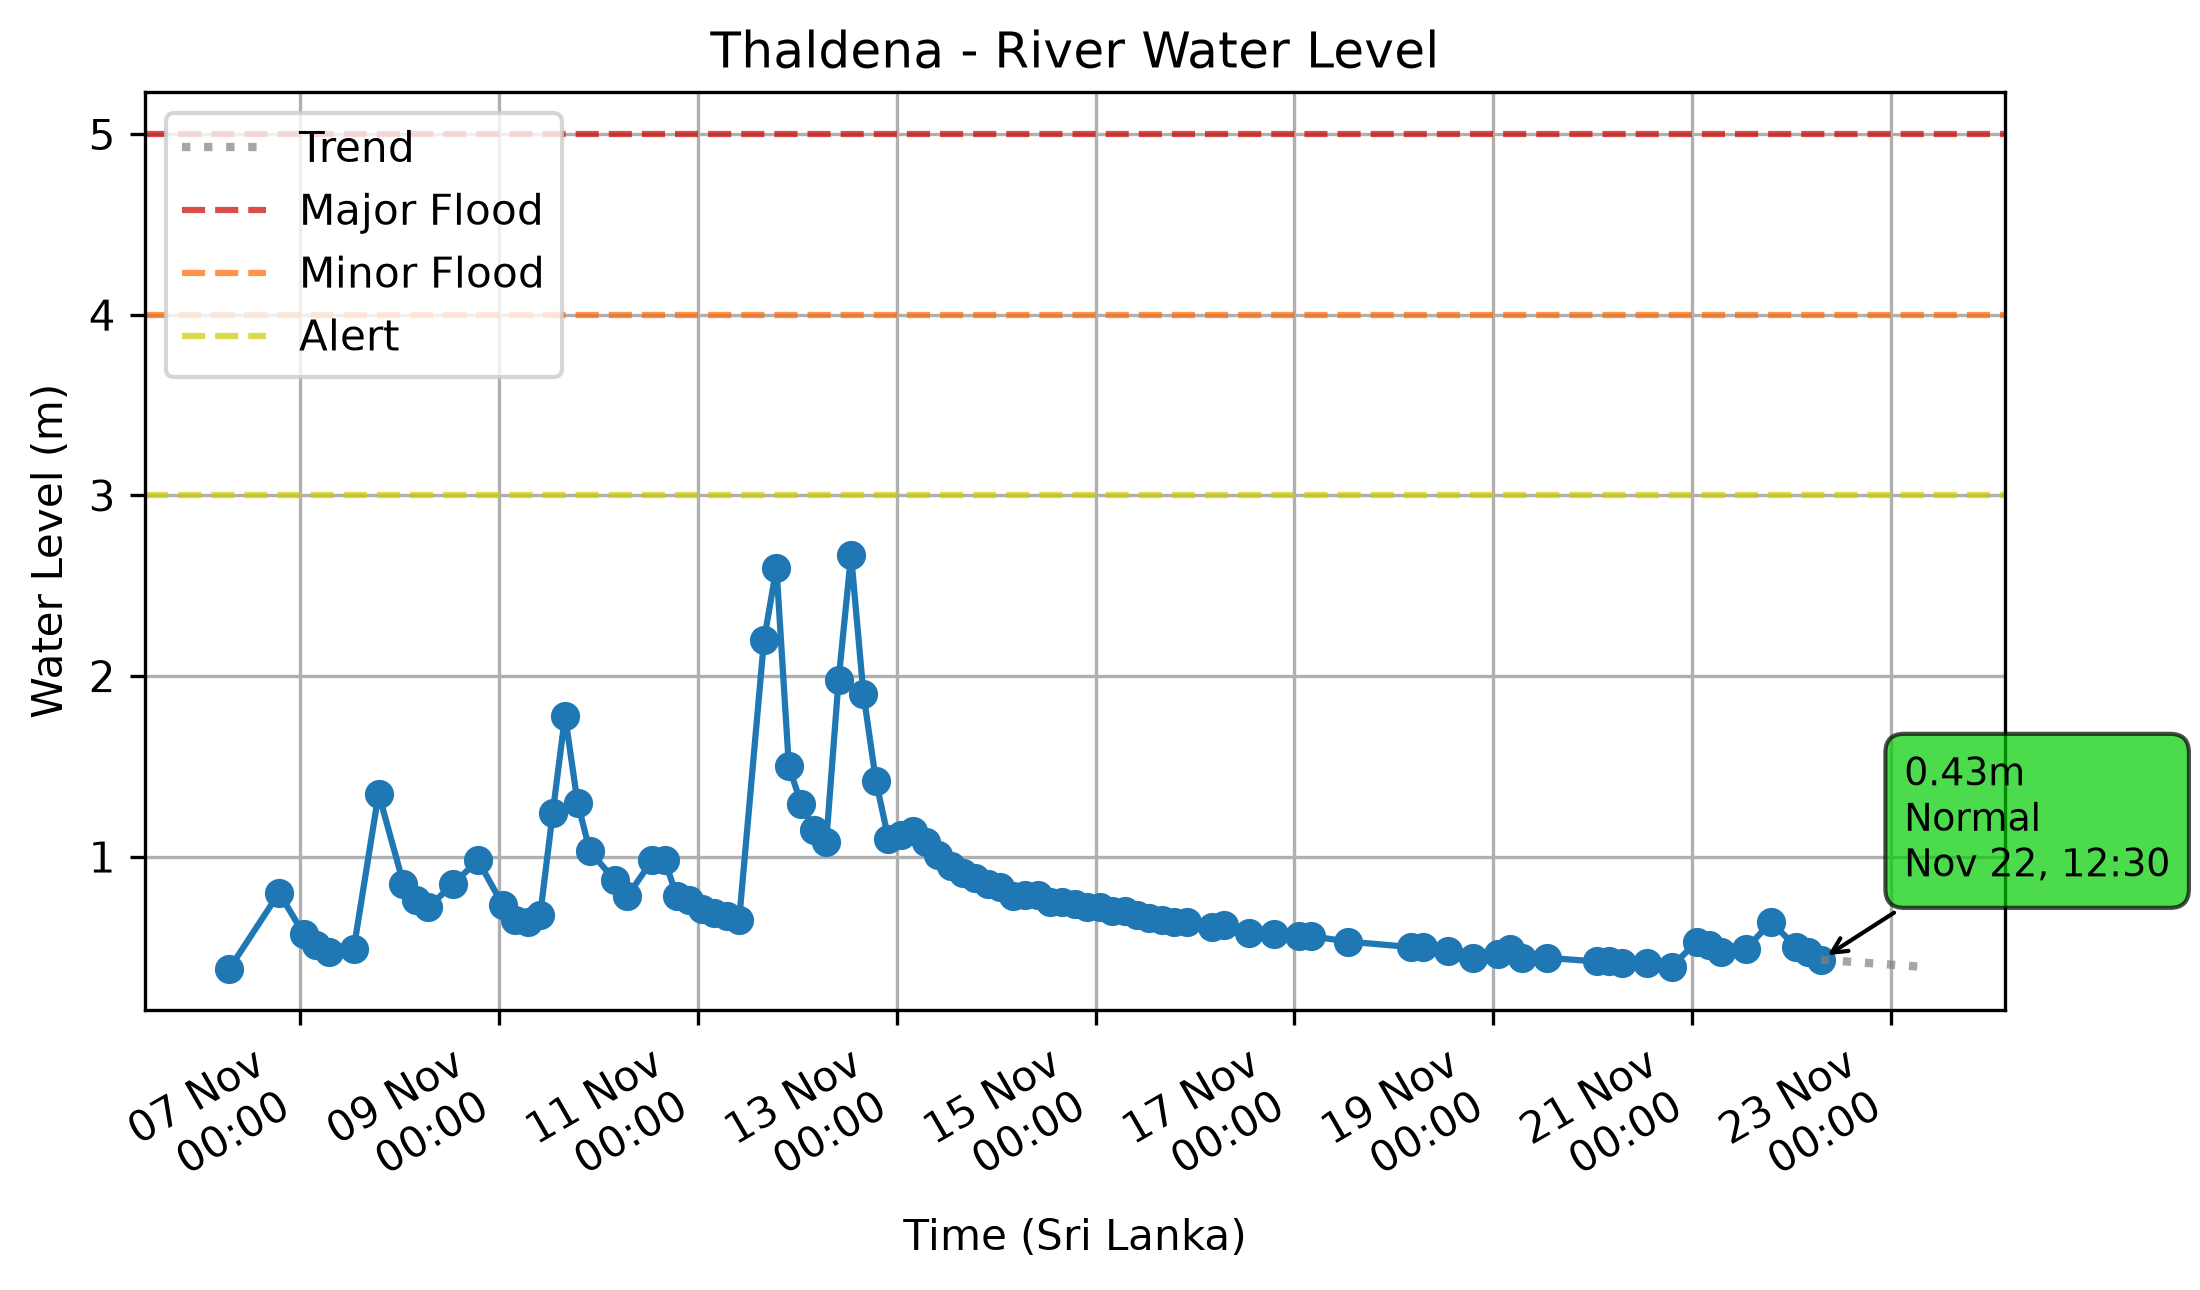 Thaldena - River Water Level
Trend
Major Flood
Minor Flood
Alert
5
4
3
2
1
Water Level (m)
0.43m
Normal
Nov 22, 12:30
07 Nov
00:00
09 Nov
00:00
11 Nov
00:00
13 Nov
00:00
15 Nov
00:00
17 Nov
00:00
19 Nov
00:00
21 Nov
00:00
23 Nov
00:00
Time (Sri Lanka)